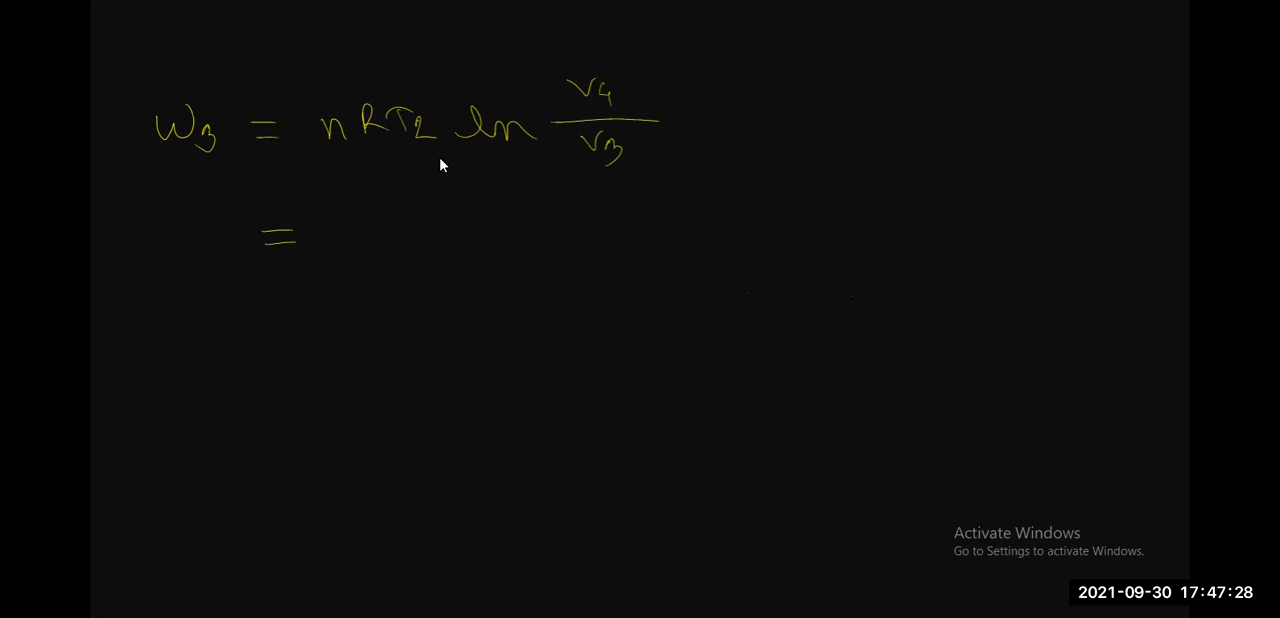 W3 = nRT2 ln V4/V3
=
Activate Windows
Go to Settings to activate Windows.
2021-09-30 17:47:28